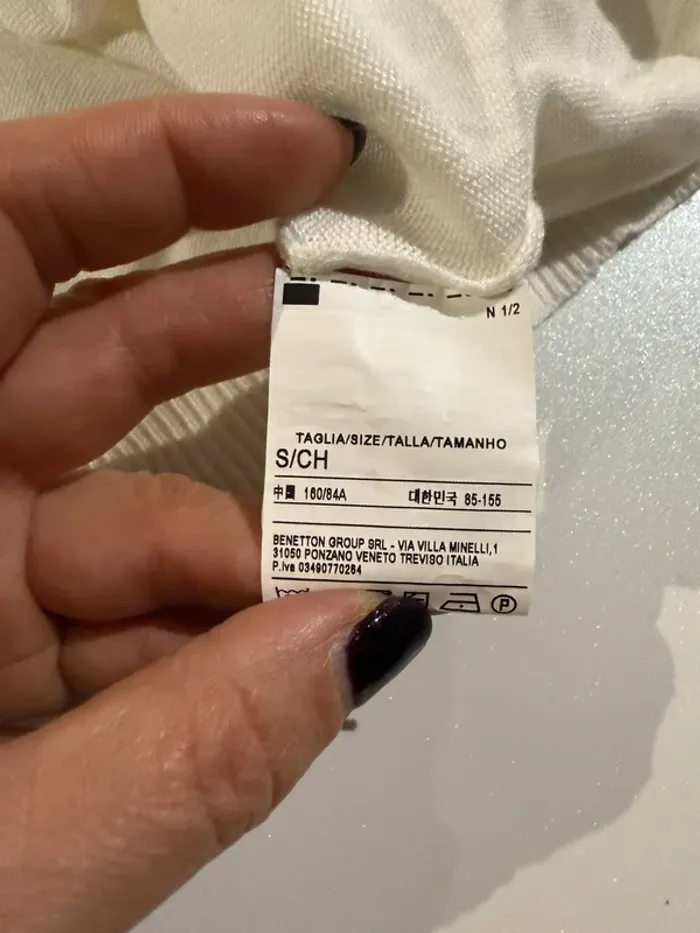 N 1/2
TAGLIA/SIZE/TALLA/TAMANHO
S/CH
中國 160/84A 대한민국 85-155
BENETTON GROUP SRL - VIA VILLA MINELLI,1
31050 PONZANO VENETO TREVISO ITALIA
P.Iva 03490770264
P